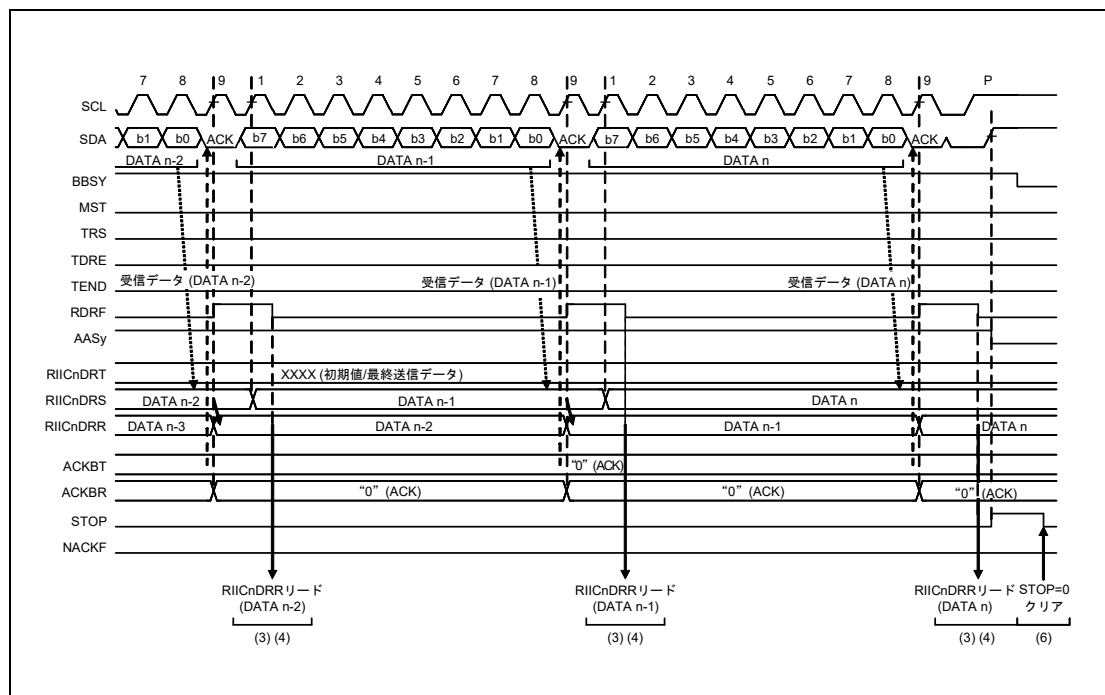 7 8 9 1 2 3 4 5 6 7 8 9 1 2 3 4 5 6 7 8 9 P
SCL
SDA b1 b0 ACK b7 b6 b5 b4 b3 b2 b1 b0 ACK b7 b6 b5 b4 b3 b2 b1 b0 ACK
DATA n-2 DATA n-1 DATA n
BBSY
MST
TRS
TDRE
受信データ (DATA n-2) 受信データ (DATA n-1) 受信データ (DATA n)
TEND
RDRF
AASy
RIICnDRT XXXX (初期値/最終送信データ)
RIICnDRS DATA n-2 DATA n-1 DATA n
RIICnDRR DATA n-3 DATA n-2 DATA n-1 DATA n
ACKBT “0” (ACK)
ACKBR “0” (ACK) “0” (ACK) “0” (ACK)
STOP
NACKF
RIICnDRRリード RIICnDRRリード RIICnDRRリード STOP=0
(DATA n-2) (DATA n-1) (DATA n) クリア
(3) (4) (3) (4) (3) (4) (6)